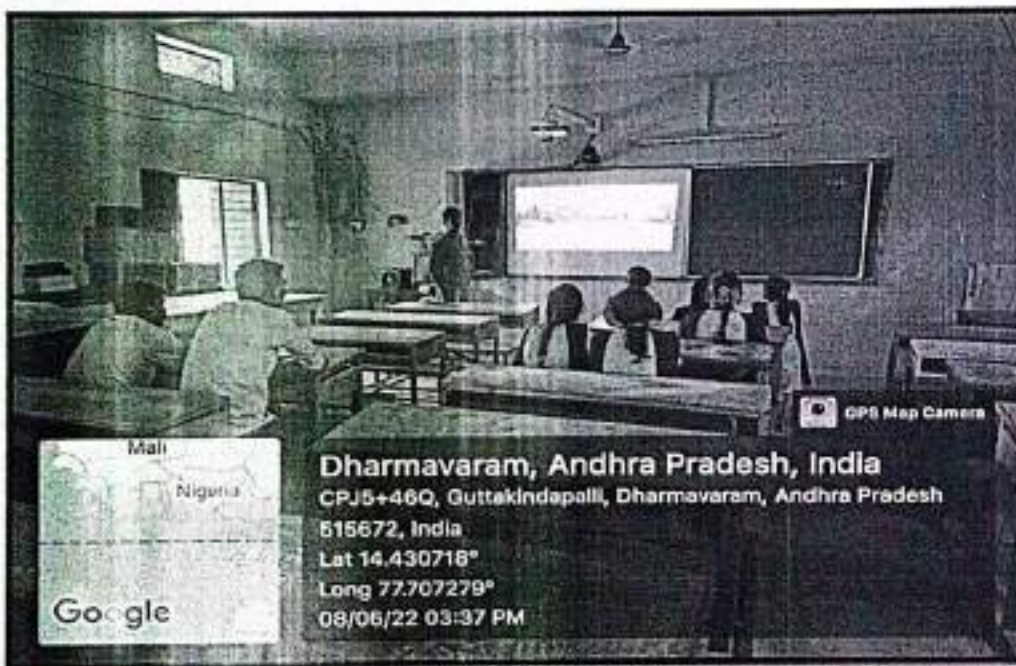 GPS Map Camera
Mali
Nigeria
Google
Dharmavaram, Andhra Pradesh, India
CPJ5+46Q, Guttakindapalli, Dharmavaram, Andhra Pradesh
515672, India
Lat 14.430718°
Long 77.707279°
08/06/22 03:37 PM